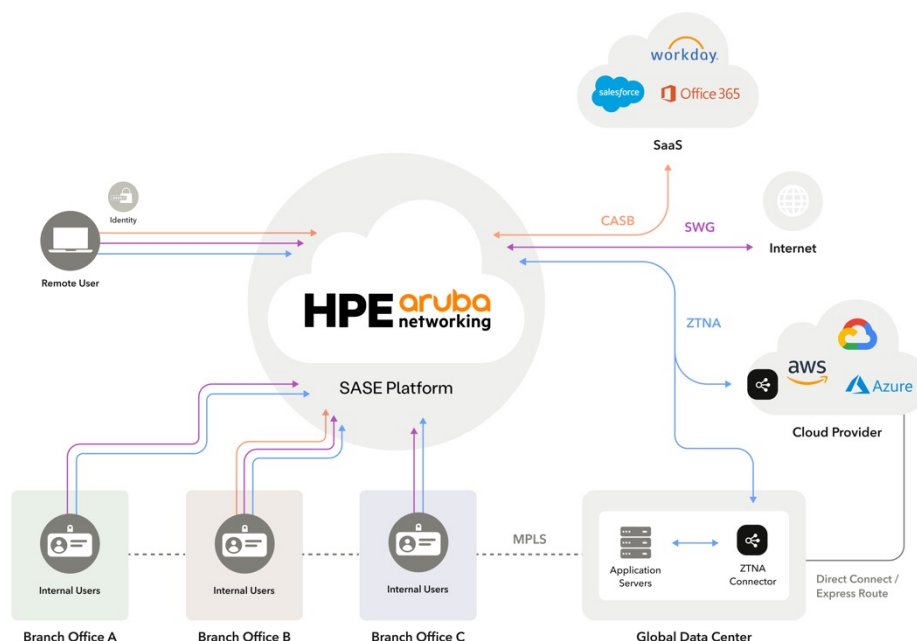 workday.
salesforce
Office 365
SaaS
Identity
Remote User
CASB
SWG
Internet
HPE aruba
networking
SASE Platform
ZTNA
aws
Azure
Cloud Provider
MPLS
Internal Users
Internal Users
Internal Users
Application
Servers
ZTNA
Connector
Direct Connect /
Express Route
Branch Office A
Branch Office B
Branch Office C
Global Data Center